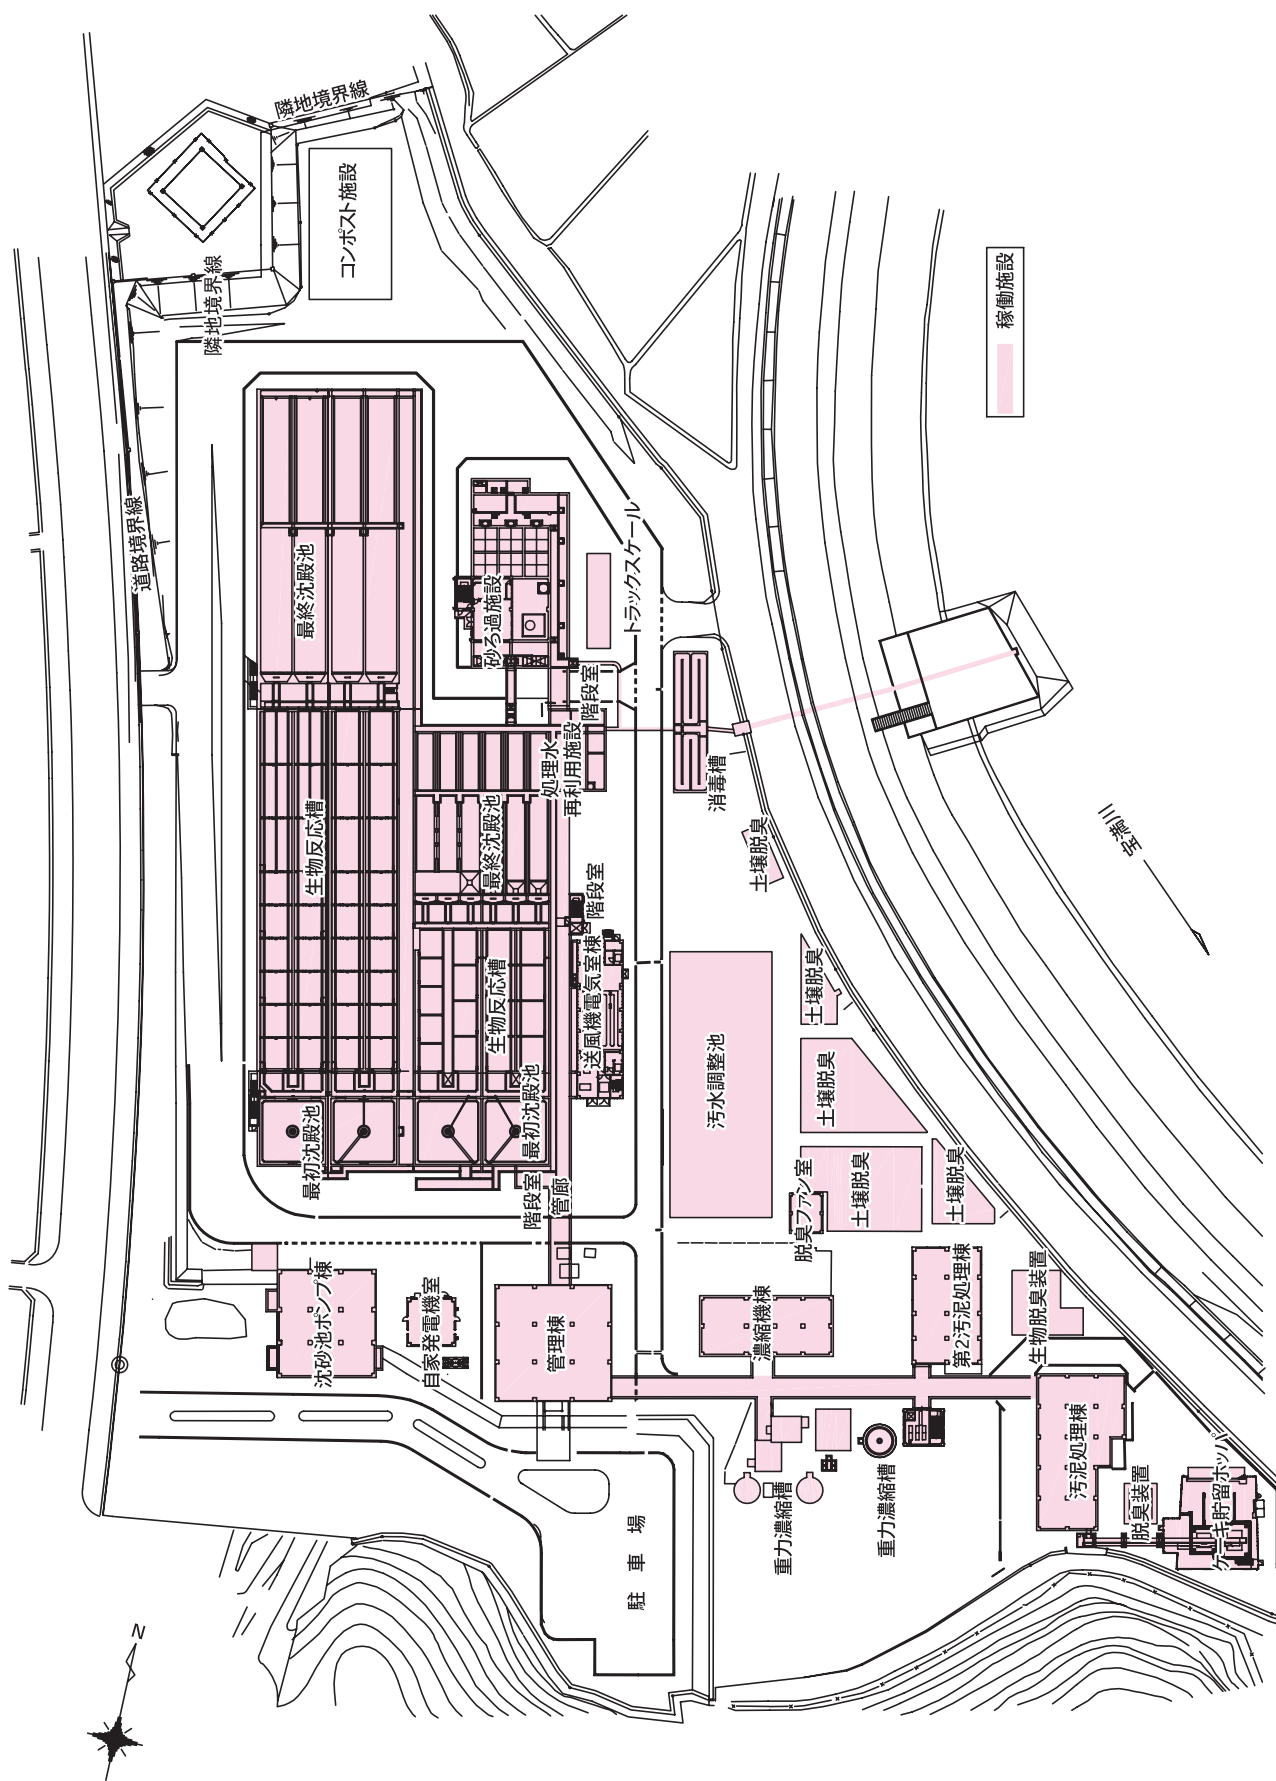 隣地境界線
コンポスト施設
隣地境界線
道路境界線
稼働施設
最終沈殿池
砂ろ過施設
トラックスケール
階段室
処理水
再利用施設
消毒槽
生物反応槽
最終沈殿池
階段室
土壌脱臭
生物反応槽
送風機電気室棟
土壌脱臭
汚水調整池
土壌脱臭
最初沈殿池
最初沈殿池
階段室
管廊
脱臭ファン室
土壌脱臭
土壌脱臭
沈砂池ポンプ棟
自家発電機室
管理棟
濃縮機棟
第2汚泥処理棟
生物脱臭装置
重力濃縮槽
重力濃縮槽
汚泥処理棟
脱臭装置
ケーキ貯留ホッパ
駐車場
N